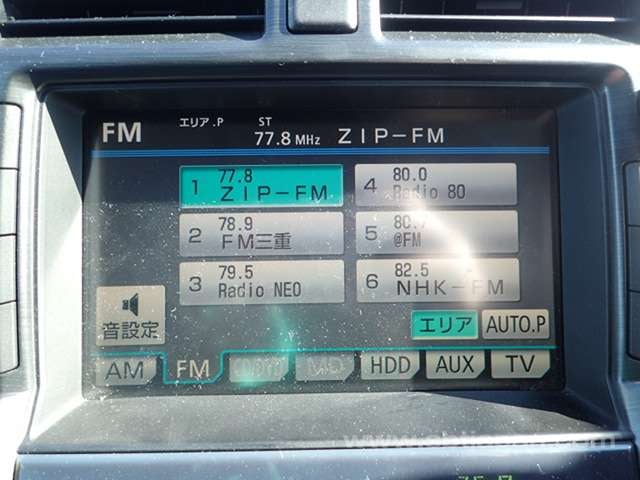 FM エリア.P ST 77.8 MHz ZIP-FM
1 77.8 ZIP-FM
4 80.0 Radio 80
2 78.9 FM三重
5 80.7 @FM
3 79.5 Radio NEO
6 82.5 NHK-FM
音設定
エリア AUTO.P
AM FM HDD AUX TV